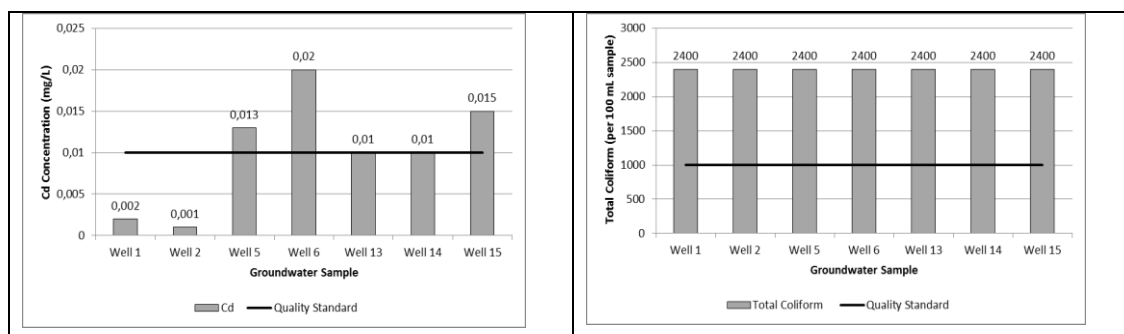 0,025
0,02
0,015
0,01
0,005
0
Cd Concentration (mg/L)
0,002
0,001
0,013
0,02
0,01
0,01
0,015
Well 1 Well 2 Well 5 Well 6 Well 13 Well 14 Well 15
Groundwater Sample
Cd Quality Standard
3000
2500
2000
1500
1000
500
0
Total Coliform (per 100 mL sample)
2400 2400 2400 2400 2400 2400 2400
Well 1 Well 2 Well 5 Well 6 Well 13 Well 14 Well 15
Groundwater Sample
Total Coliform Quality Standard